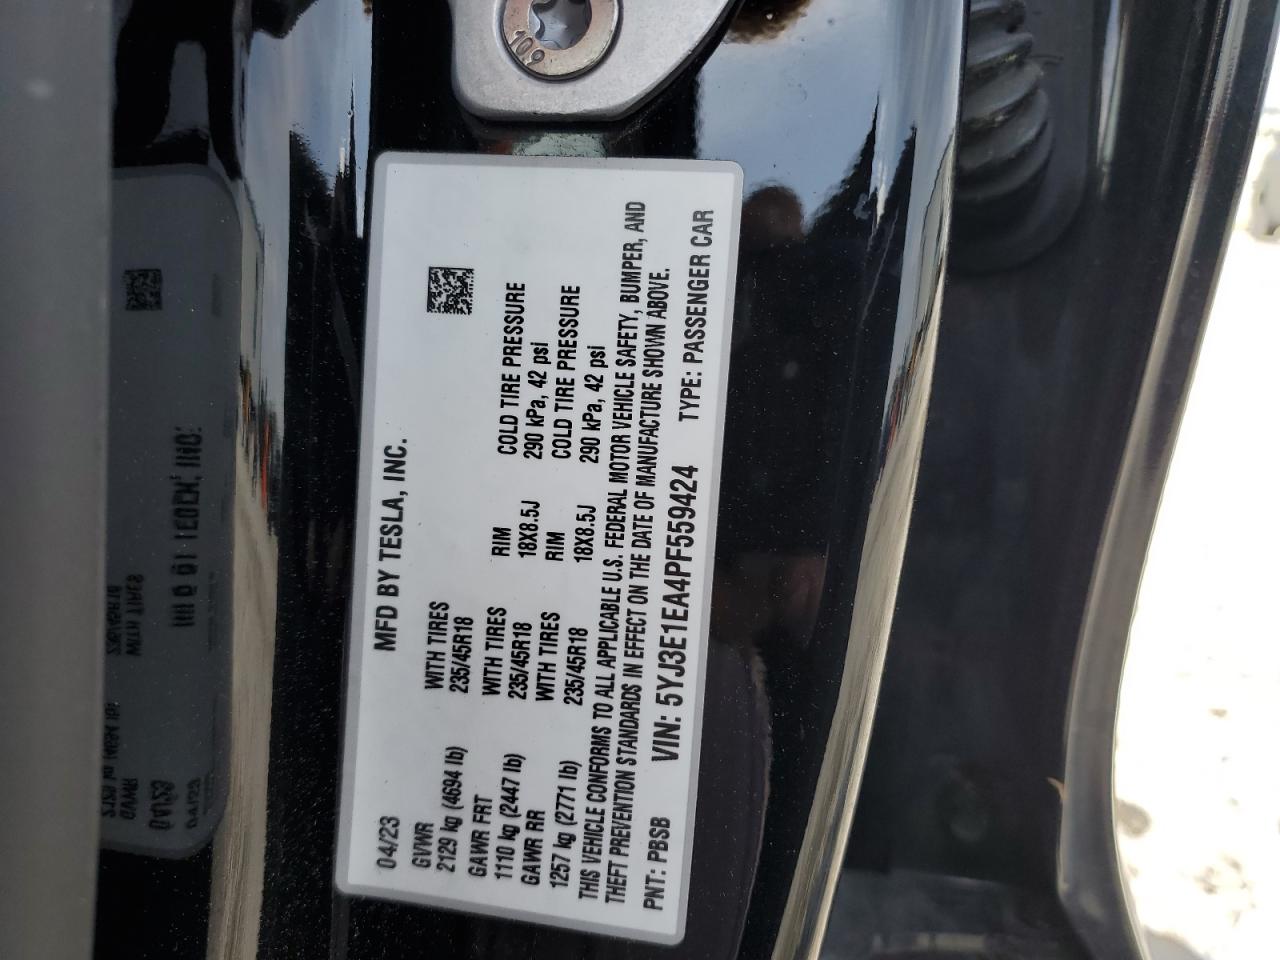 109
04/23 MFD BY TESLA, INC.
GVWR WITH TIRES
2129 kg (4694 lb) 235/45R18
GAWR FRT WITH TIRES RIM COLD TIRE PRESSURE
1110 kg (2447 lb) 235/45R18 18X8.5J 290 kPa, 42 psi
GAWR RR WITH TIRES RIM COLD TIRE PRESSURE
1257 kg (2771 lb) 235/45R18 18X8.5J 290 kPa, 42 psi
THIS VEHICLE CONFORMS TO ALL APPLICABLE U.S. FEDERAL MOTOR VEHICLE SAFETY, BUMPER, AND
THEFT PREVENTION STANDARDS IN EFFECT ON THE DATE OF MANUFACTURE SHOWN ABOVE.
PNT: PBSB VIN: 5YJ3E1EA4PF559424 TYPE: PASSENGER CAR